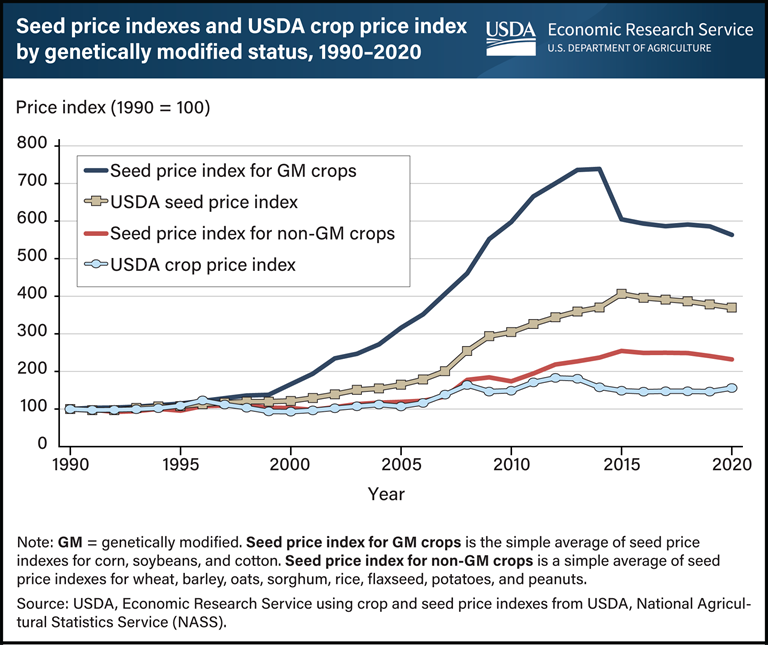 Seed price indexes and USDA crop price index
by genetically modified status, 1990–2020
USDA
Economic Research Service
U.S. DEPARTMENT OF AGRICULTURE
Price index (1990 = 100)
800
700
600
500
400
300
200
100
0
Seed price index for GM crops
USDA seed price index
Seed price index for non-GM crops
USDA crop price index
1990
1995
2000
2005
2010
2015
2020
Year
Note: GM = genetically modified. Seed price index for GM crops is the simple average of seed price
indexes for corn, soybeans, and cotton. Seed price index for non-GM crops is a simple average of seed
price indexes for wheat, barley, oats, sorghum, rice, flaxseed, potatoes, and peanuts.
Source: USDA, Economic Research Service using crop and seed price indexes from USDA, National Agricul-
tural Statistics Service (NASS).